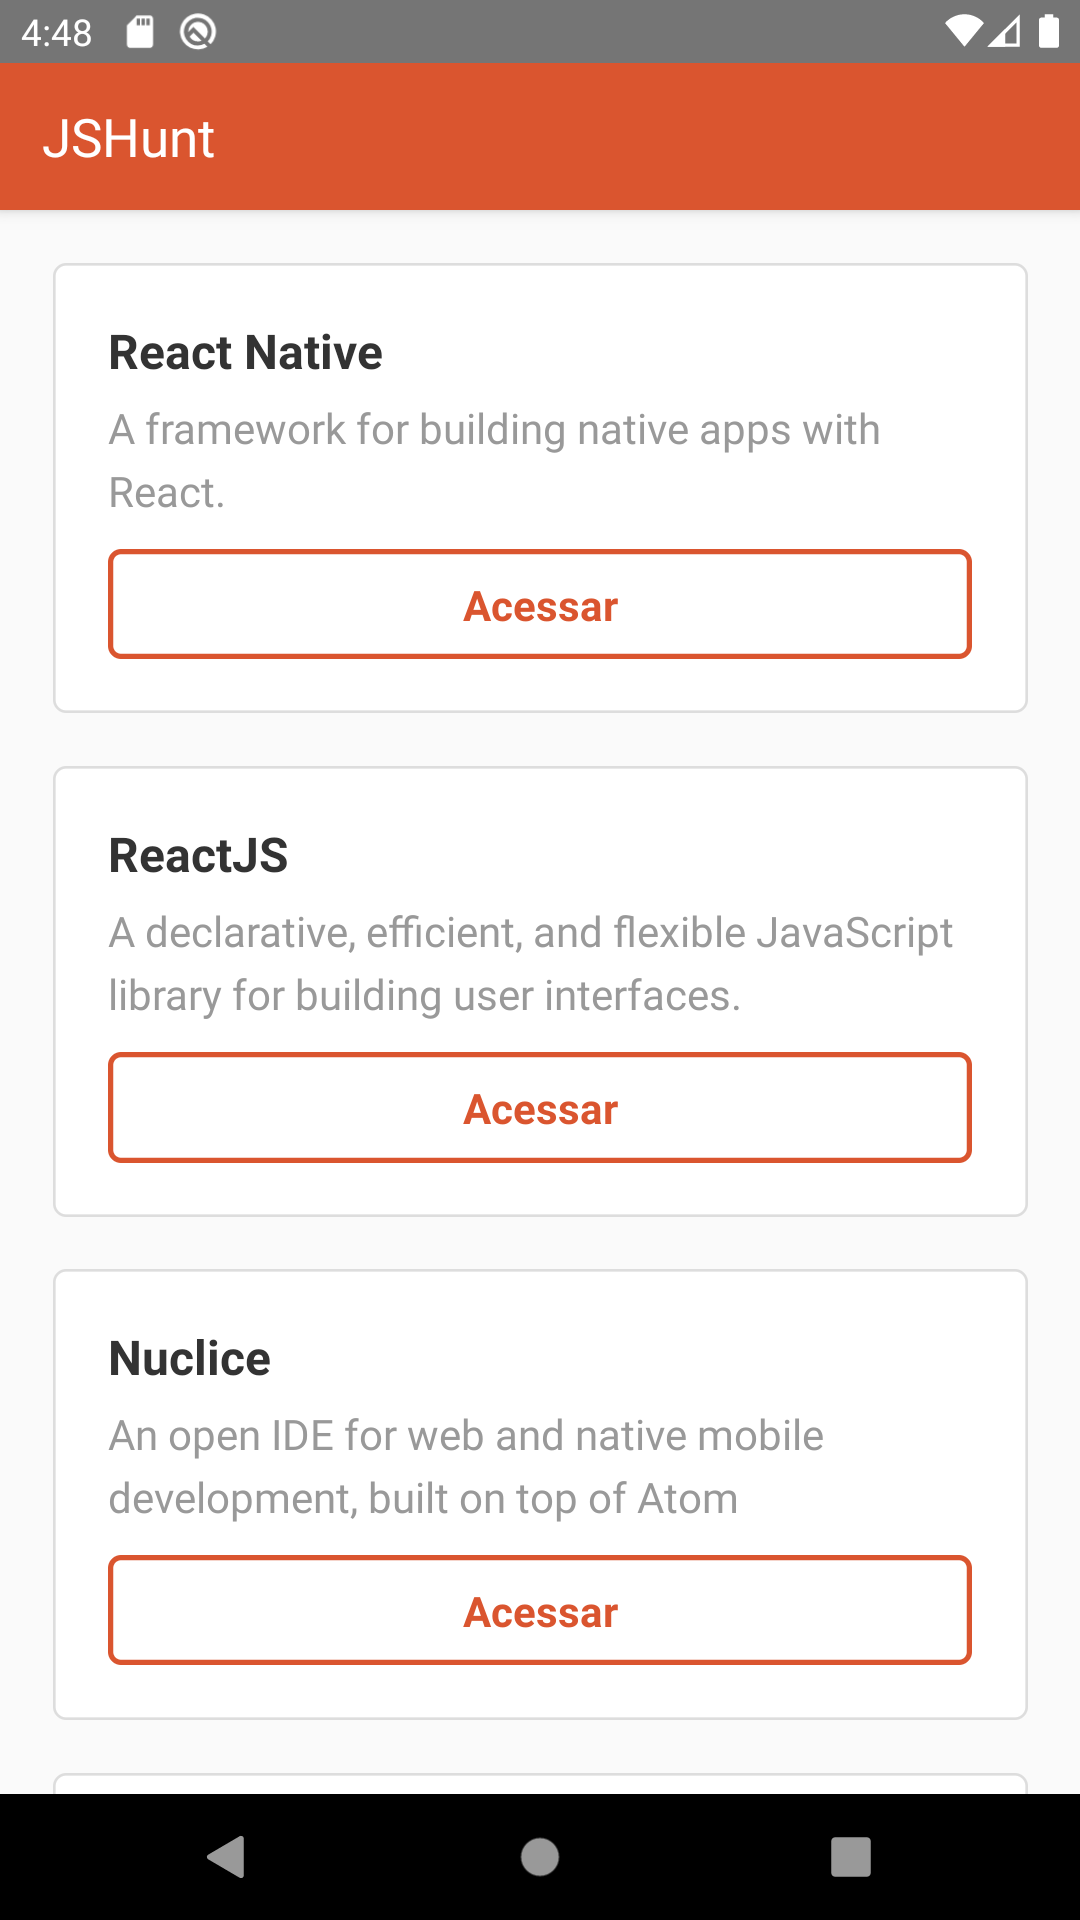 4:48
JSHunt
React Native
A framework for building native apps with
React.
Acessar
ReactJS
A declarative, efficient, and flexible JavaScript
library for building user interfaces.
Acessar
Nuclice
An open IDE for web and native mobile
development, built on top of Atom
Acessar